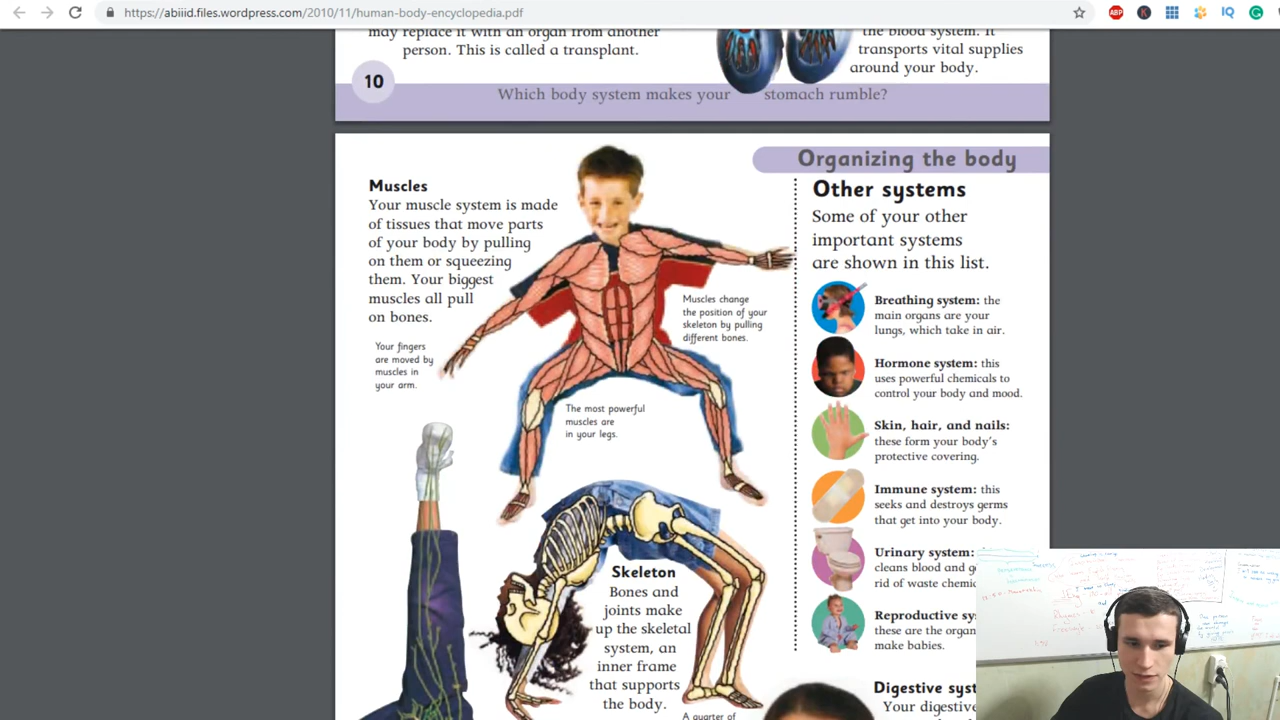 https://abiiid.files.wordpress.com/2010/11/human-body-encyclopedia.pdf
ABP
K
IQ
G
may replace it with an organ from another
person. This is called a transplant.
the blood system. It
transports vital supplies
around your body.
10
Which body system makes your stomach rumble?
Organizing the body
Muscles
Your muscle system is made
of tissues that move parts
of your body by pulling
on them or squeezing
them. Your biggest
muscles all pull
on bones.
Your fingers
are moved by
muscles in
your arm.
Muscles change
the position of your
skeleton by pulling
different bones.
The most powerful
muscles are
in your legs.
Skeleton
Bones and
joints make
up the skeletal
system, an
inner frame
that supports
the body.
A quarter of
Other systems
Some of your other
important systems
are shown in this list.
Breathing system: the
main organs are your
lungs, which take in air.
Hormone system: this
uses powerful chemicals to
control your body and mood.
Skin, hair, and nails:
these form your body's
protective covering.
Immune system: this
seeks and destroys germs
that get into your body.
Urinary system:
cleans blood and g
rid of waste chemic
Reproductive sy
these are the organ
make babies.
Digestive syst
Your digestive